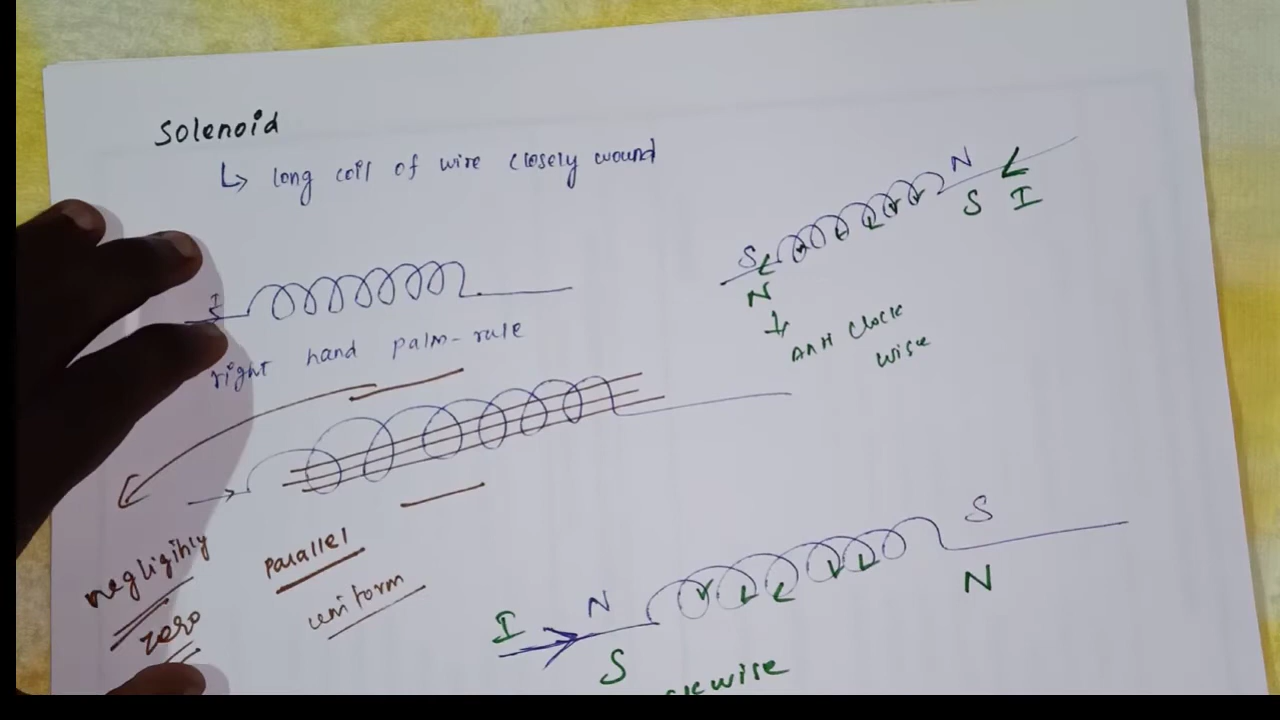 Solenoid
↳ long coil of wire closely wound
N
S I
S
N
Anti clock
wise
I
right hand palm-rule
negligibly
zero
parallel
uniform
S
N
I N
S